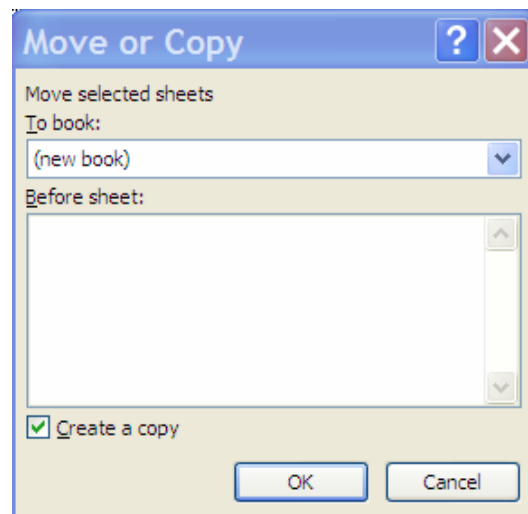 Move or Copy ?
Move selected sheets
To book:
(new book)
Before sheet:
Create a copy
OK Cancel